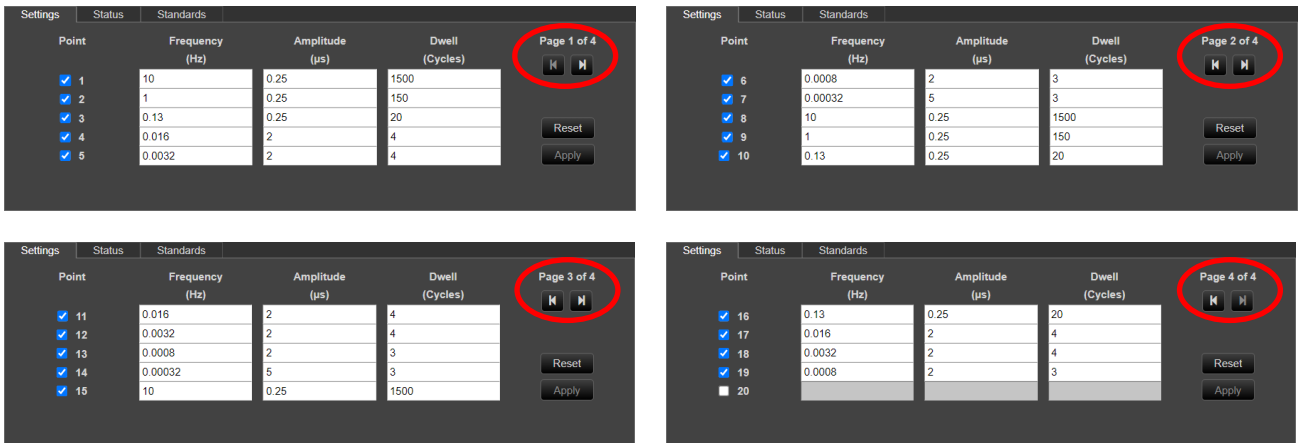 Settings Status Standards
Point Frequency Amplitude Dwell Page 1 of 4
(Hz) (µs) (Cycles)
1 10 0.25 1500
2 1 0.25 150
3 0.13 0.25 20
Reset
4 0.016 2 4
5 0.0032 2 4
Apply
Settings Status Standards
Point Frequency Amplitude Dwell Page 2 of 4
(Hz) (µs) (Cycles)
6 0.0008 2 3
7 0.00032 5 3
8 10 0.25 1500
Reset
9 1 0.25 150
10 0.13 0.25 20
Apply
Settings Status Standards
Point Frequency Amplitude Dwell Page 3 of 4
(Hz) (µs) (Cycles)
11 0.016 2 4
12 0.0032 2 4
13 0.0008 2 3
Reset
14 0.00032 5 3
15 10 0.25 1500
Apply
Settings Status Standards
Point Frequency Amplitude Dwell Page 4 of 4
(Hz) (µs) (Cycles)
16 0.13 0.25 20
17 0.016 2 4
18 0.0032 2 4
Reset
19 0.0008 2 3
20
Apply